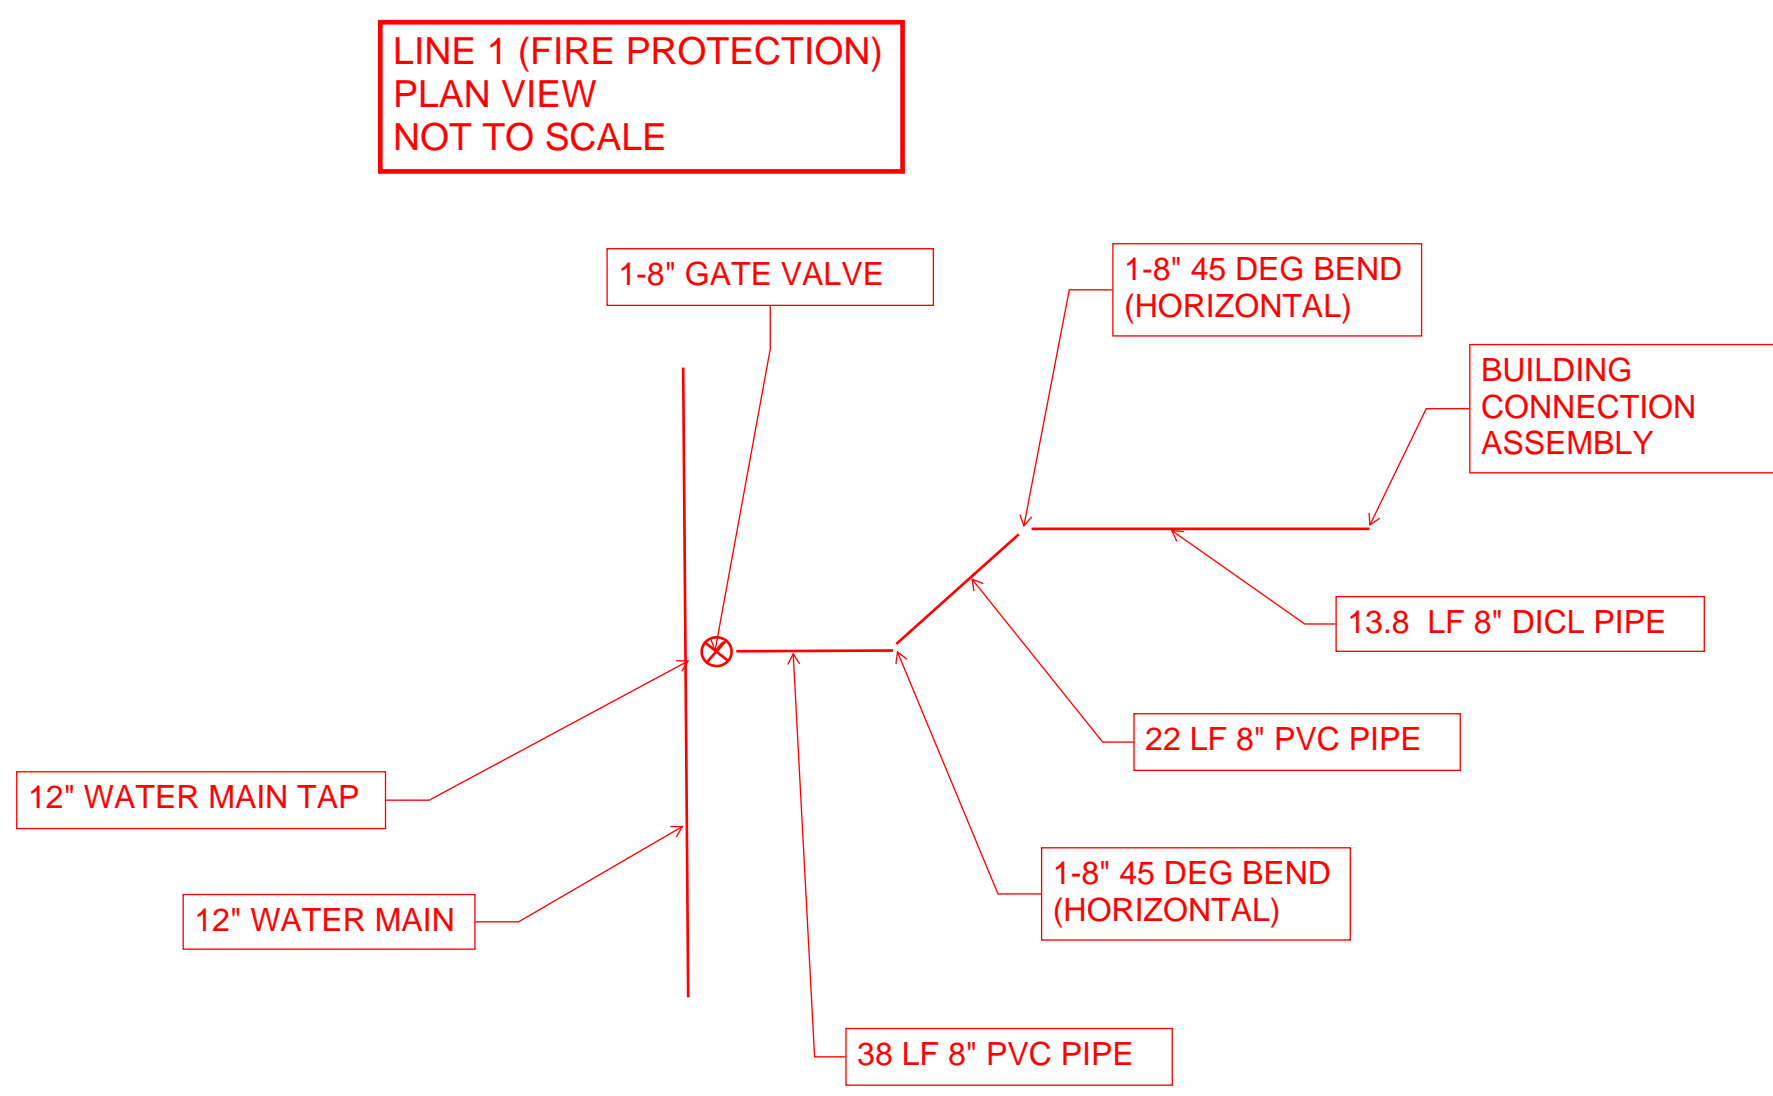 LINE 1 (FIRE PROTECTION)
PLAN VIEW
NOT TO SCALE
1-8" GATE VALVE
1-8" 45 DEG BEND
(HORIZONTAL)
BUILDING
CONNECTION
ASSEMBLY
13.8  LF 8" DICL PIPE
22 LF 8" PVC PIPE
12" WATER MAIN TAP
1-8" 45 DEG BEND
(HORIZONTAL)
12" WATER MAIN
38 LF 8" PVC PIPE